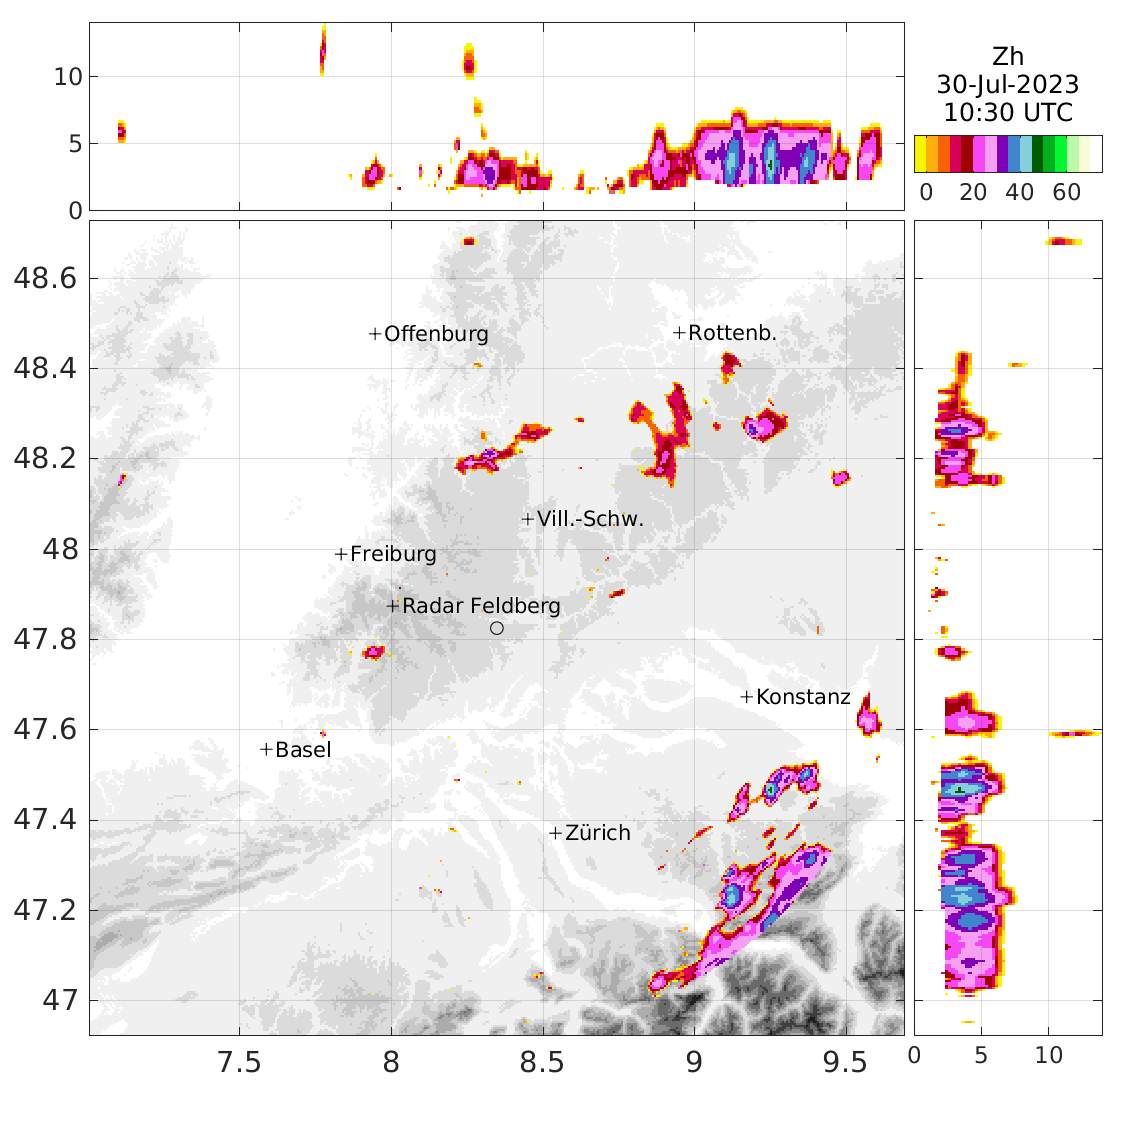 10
5
0
Zh
30-Jul-2023
10:30 UTC
0 20 40 60
48.6
48.4
48.2
48
47.8
47.6
47.4
47.2
47
+Offenburg
+Rottenb.
+Vill.-Schw.
+Freiburg
+Radar Feldberg
+Konstanz
+Basel
+Zürich
7.5 8 8.5 9 9.5
0 5 10